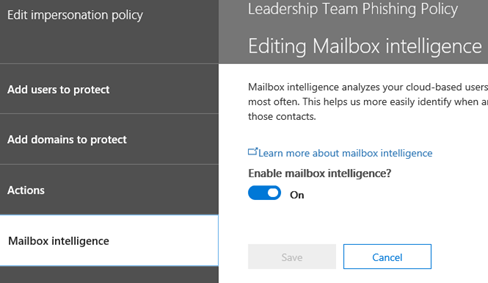 Edit impersonation policy
Add users to protect
Add domains to protect
Actions
Mailbox intelligence
Leadership Team Phishing Policy
Editing Mailbox intelligence
Mailbox intelligence analyzes your cloud-based users
most often. This helps us more easily identify when
those contacts.
Learn more about mailbox intelligence
Enable mailbox intelligence?
On
Save
Cancel